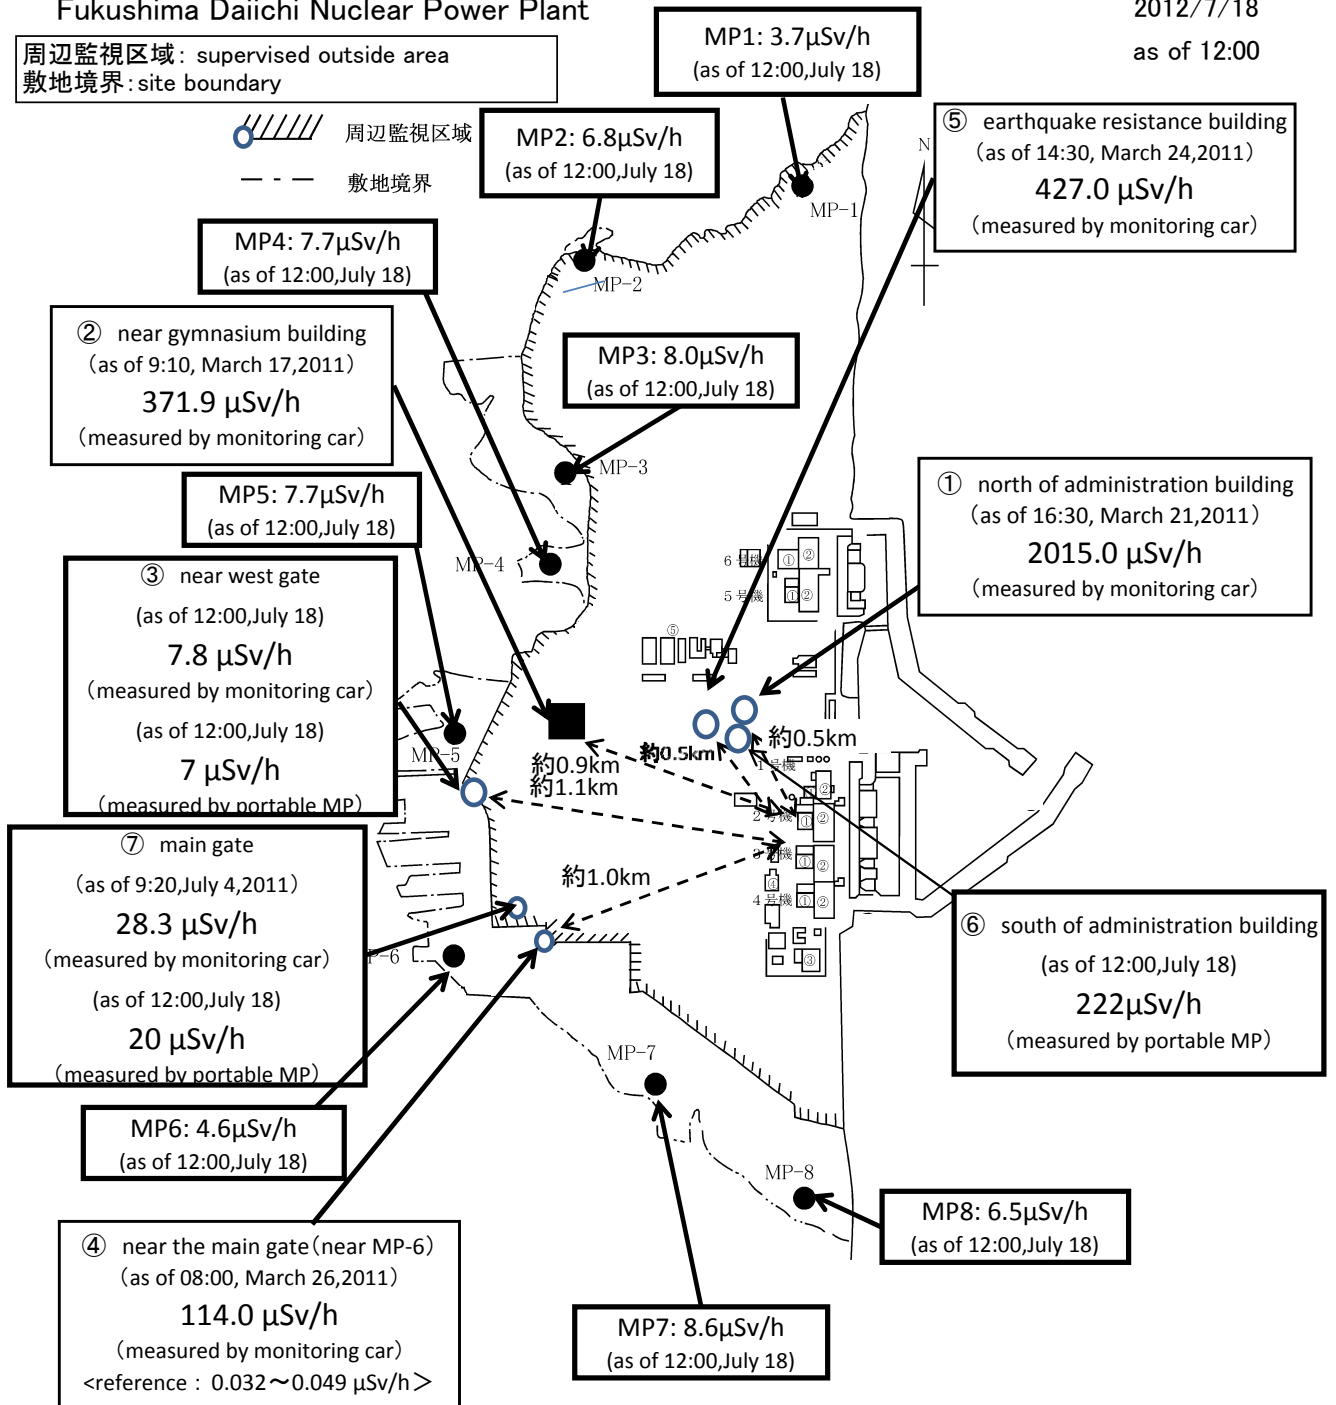 Fukushima Daiichi Nuclear Power Plant
2012/7/18
as of 12:00
周辺監視区域: supervised outside area
敷地境界:site boundary
周辺監視区域
敷地境界
MP1: 3.7μSv/h
(as of 12:00,July 18)
MP2: 6.8μSv/h
(as of 12:00,July 18)
⑤ earthquake resistance building
(as of 14:30, March 24,2011)
427.0 μSv/h
(measured by monitoring car)
N
MP-1
MP4: 7.7μSv/h
(as of 12:00,July 18)
MP-2
② near gymnasium building
(as of 9:10, March 17,2011)
371.9 μSv/h
(measured by monitoring car)
MP3: 8.0μSv/h
(as of 12:00,July 18)
MP-3
MP5: 7.7μSv/h
(as of 12:00,July 18)
① north of administration building
(as of 16:30, March 21,2011)
2015.0 μSv/h
(measured by monitoring car)
MP-4
6号機
① ②
5号機
① ②
⑤
③ near west gate
(as of 12:00,July 18)
7.8 μSv/h
(measured by monitoring car)
(as of 12:00,July 18)
7 μSv/h
(measured by portable MP)
MP-5
約0.9km
約1.1km
約0.5km
約0.5km
1号機
②
2号機
① ②
3号機
① ②
④
4号機
① ②
③
約1.0km
⑦ main gate
(as of 9:20,July 4,2011)
28.3 μSv/h
(measured by monitoring car)
(as of 12:00,July 18)
20 μSv/h
(measured by portable MP)
P-6
⑥ south of administration building
(as of 12:00,July 18)
222μSv/h
(measured by portable MP)
MP-7
MP6: 4.6μSv/h
(as of 12:00,July 18)
MP-8
MP8: 6.5μSv/h
(as of 12:00,July 18)
④ near the main gate(near MP-6)
(as of 08:00, March 26,2011)
114.0 μSv/h
(measured by monitoring car)
<reference : 0.032～0.049 μSv/h＞
MP7: 8.6μSv/h
(as of 12:00,July 18)